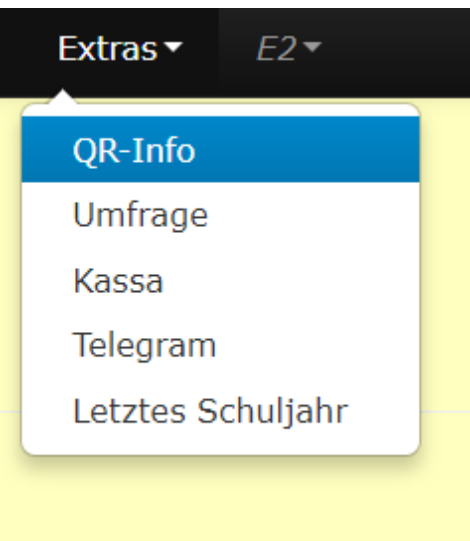 Extras E2
QR-Info
Umfrage
Kassa
Telegram
Letztes Schuljahr